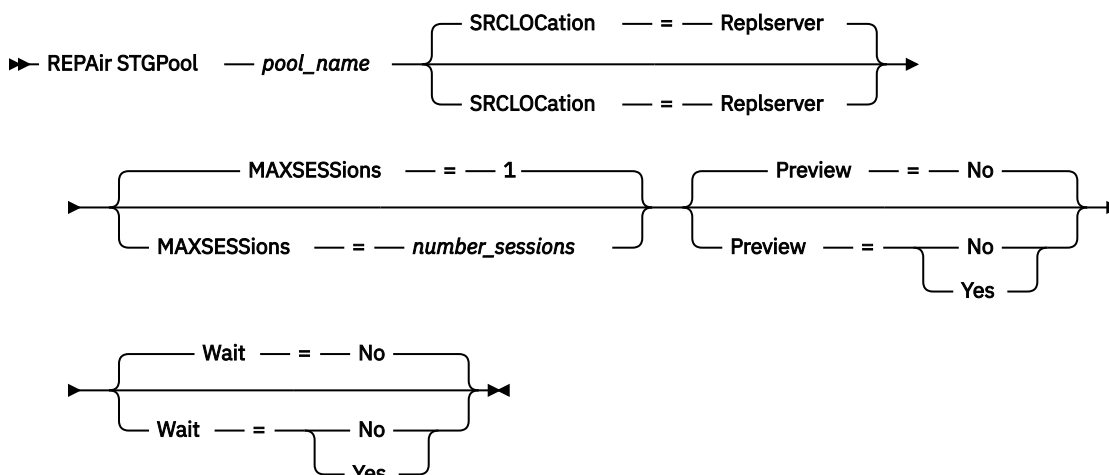 SRCLOCation = Replserver
REPAir STGPool pool_name
SRCLOCation = Replserver
MAXSESSions = 1 Preview = No
MAXSESSions = number_sessions Preview = No
Yes
Wait = No
Wait = No
Yes